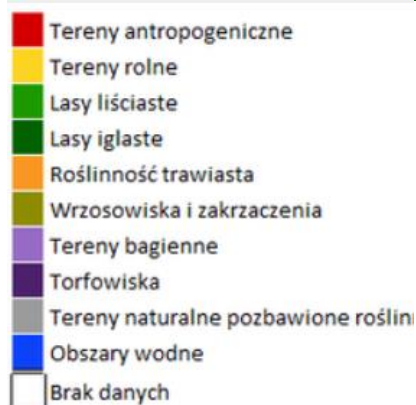 Tereny antropogeniczne
Tereny rolne
Lasy liściaste
Lasy iglaste
Roślinność trawiasta
Wrzosowiska i zakrzaczenia
Tereny bagienne
Torfowiska
Tereny naturalne pozbawione roślin
Obszary wodne
Brak danych